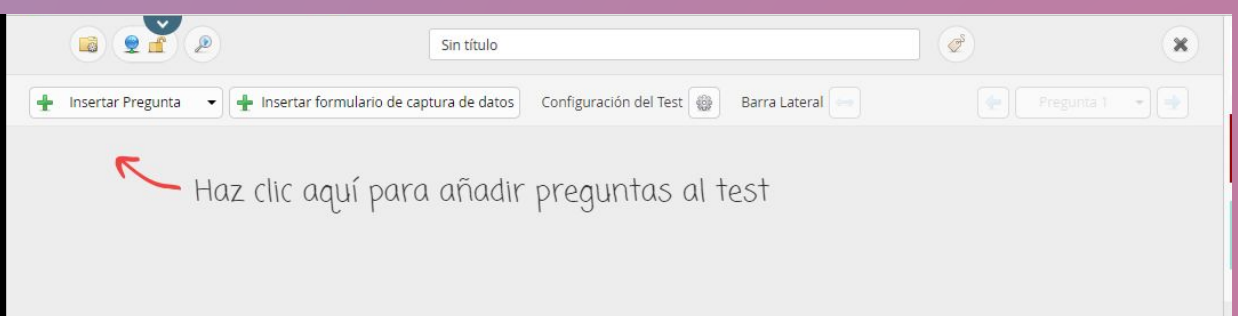 Sin título
Insertar Pregunta Insertar formulario de captura de datos Configuración del Test Barra Lateral Pregunta 1
Haz clic aquí para añadir preguntas al test